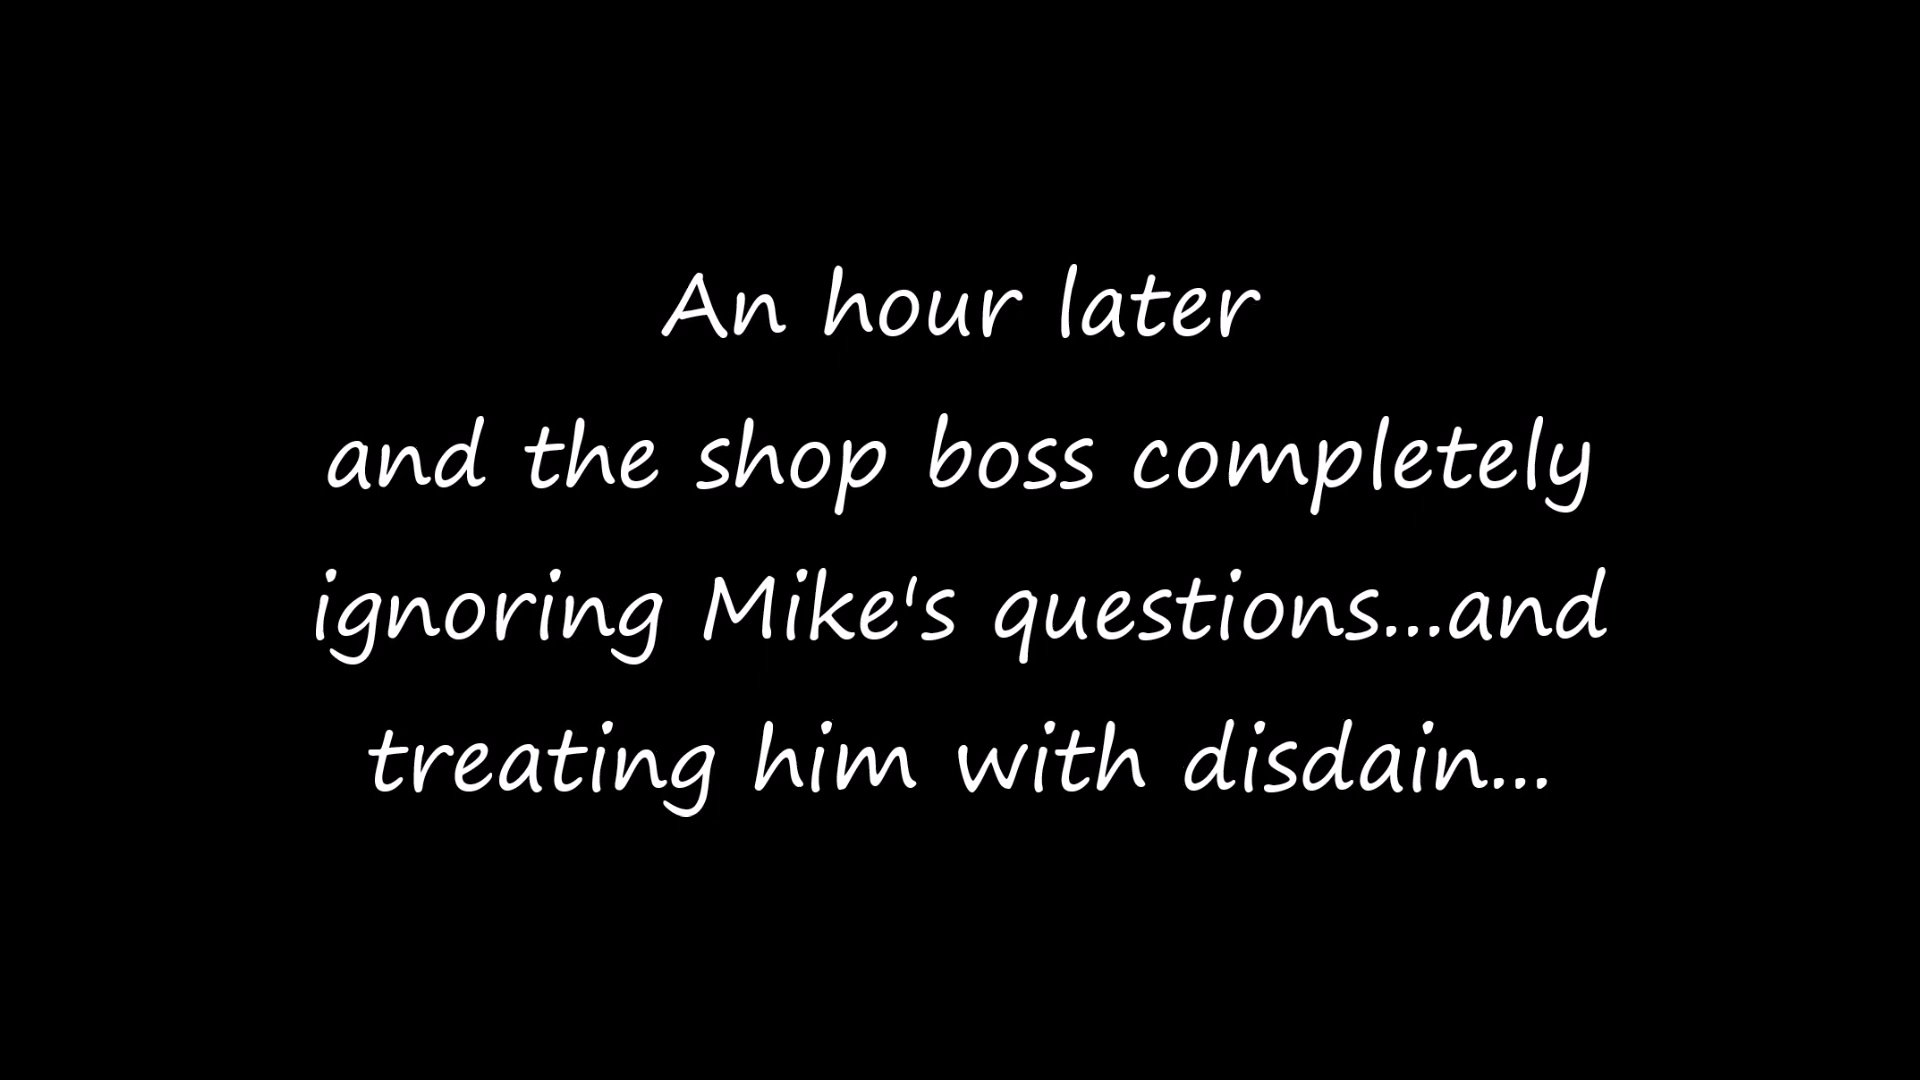 An hour later
and the shop boss completely
ignoring Mike's questions...and
treating him with disdain...